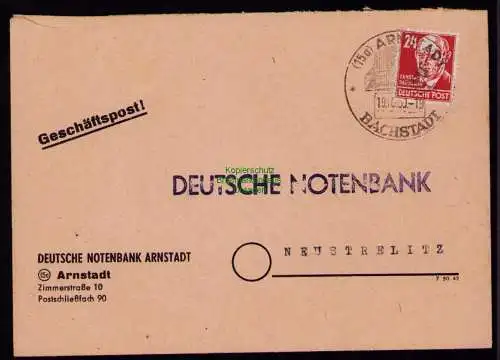 (15a) ARNSTADT
24
DEUTSCHE POST
BACHSTADT
Geschäftspost!
Kopierschutz
DEUTSCHE NOTENBANK
DEUTSCHE NOTENBANK ARNSTADT
15a Arnstadt
Zimmerstraße 10
Postschließfach 90
NEUSTRELITZ